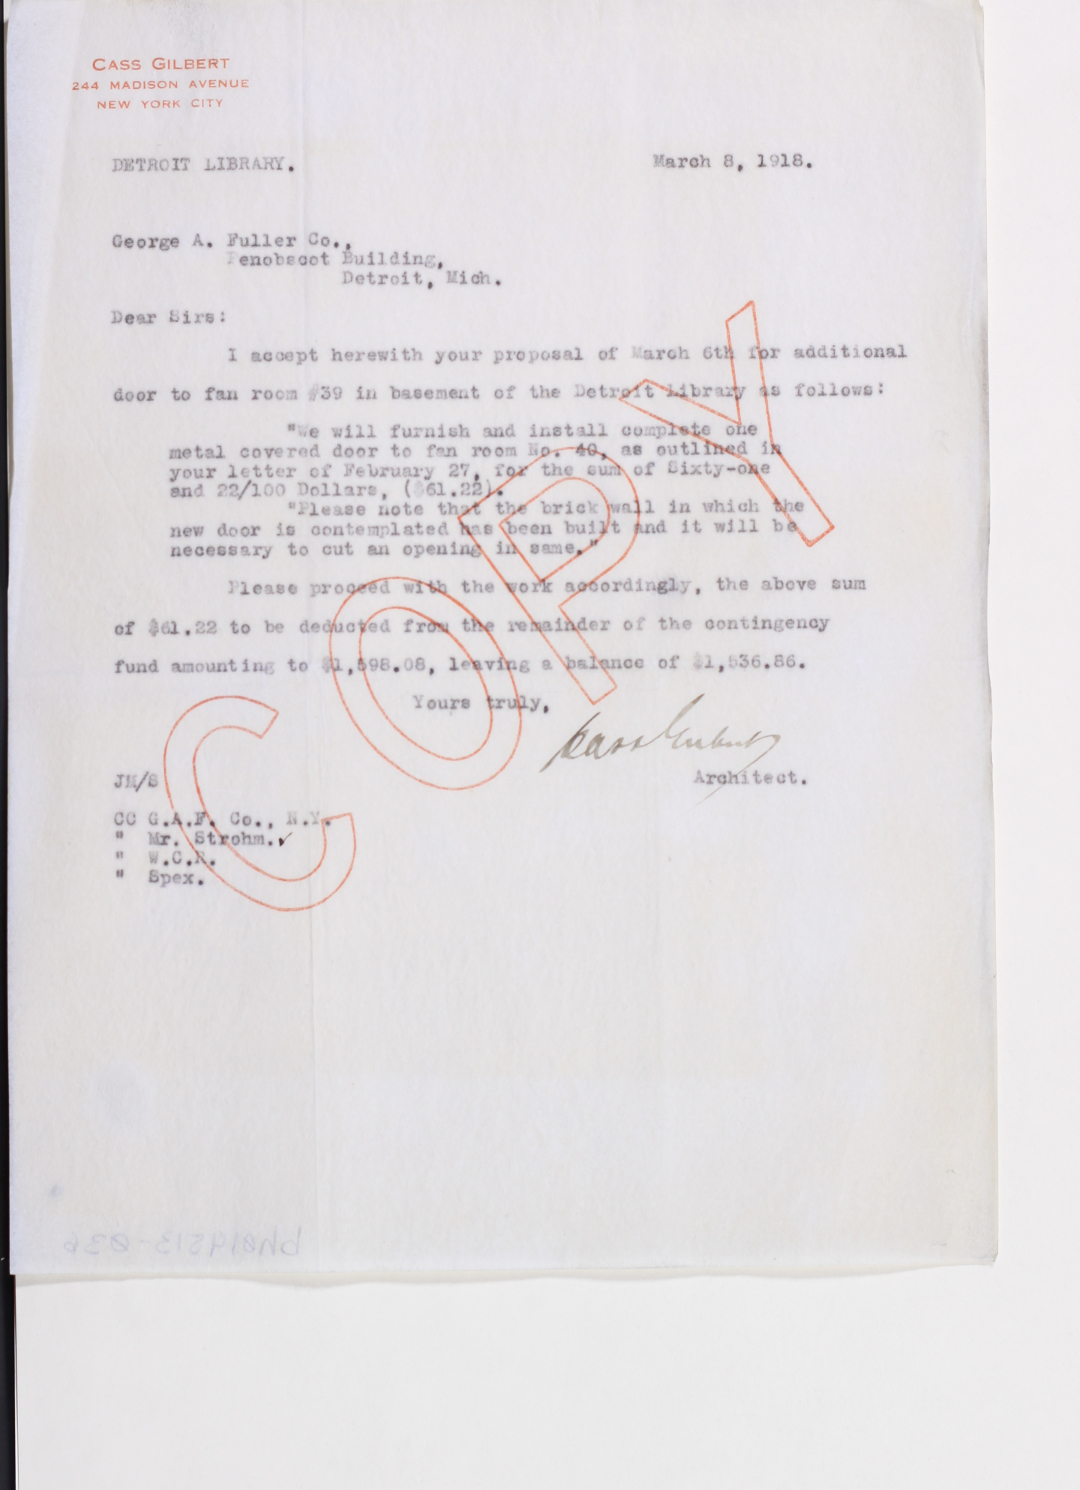 CASS GILBERT
244 MADISON AVENUE
NEW YORK CITY
DETROIT LIBRARY. March 8, 1918.
George A. Fuller Co.,
Penobscot Building,
Detroit, Mich.
Dear Sirs:
I accept herewith your proposal of March 6th for additional
door to fan room #39 in basement of the Detroit Library as follows:
"We will furnish and install complete one
metal covered door to fan room No. 40, as outlined in
your letter of February 27, for the sum of Sixty-one
and 22/100 Dollars, ($61.22).
"Please note that the brick wall in which the
new door is contemplated has been built and it will be
necessary to cut an opening in same."
Please proceed with the work accordingly, the above sum
of $61.22 to be deducted from the remainder of the contingency
fund amounting to $1,598.08, leaving a balance of $1,536.86.
Yours truly,
Cass Gilbert
JM/S Architect.
CC G.A.F. Co., N.Y.
" Mr. Strohm.✓
" W.C.R.
" Spex.
COPY
bh019513-036